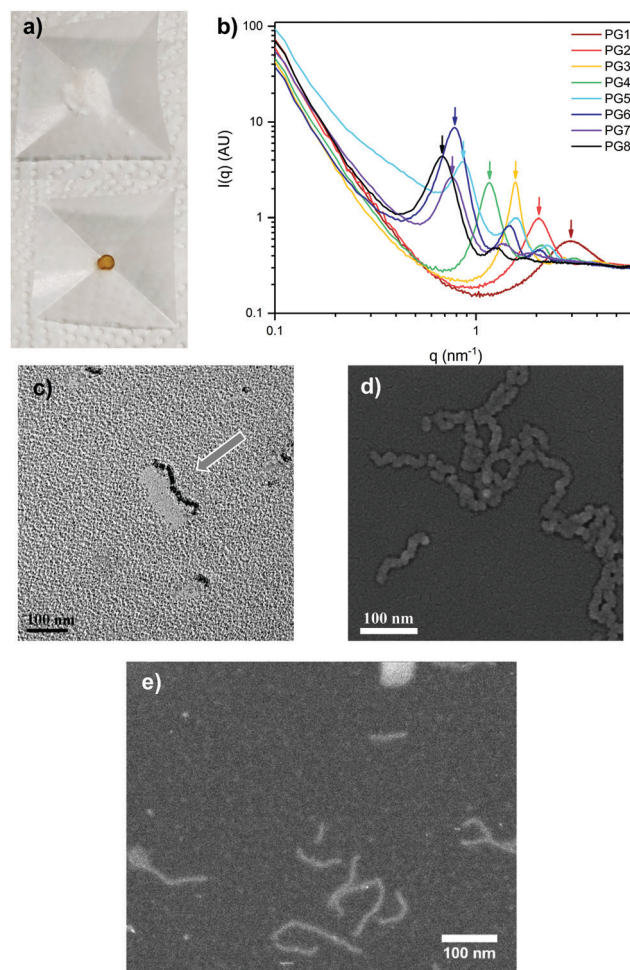 a)
b)
I(q) (AU)
100
10
1
0.1
0.1
1
q (nm⁻¹)
PG1
PG2
PG3
PG4
PG5
PG6
PG7
PG8
c)
100 nm
d)
100 nm
e)
100 nm